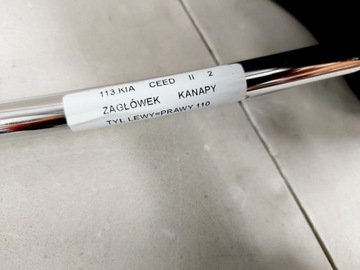 113.KIA CEED II 2
ZAGŁÓWEK KANAPY
TYŁ LEWY=PRAWY 110